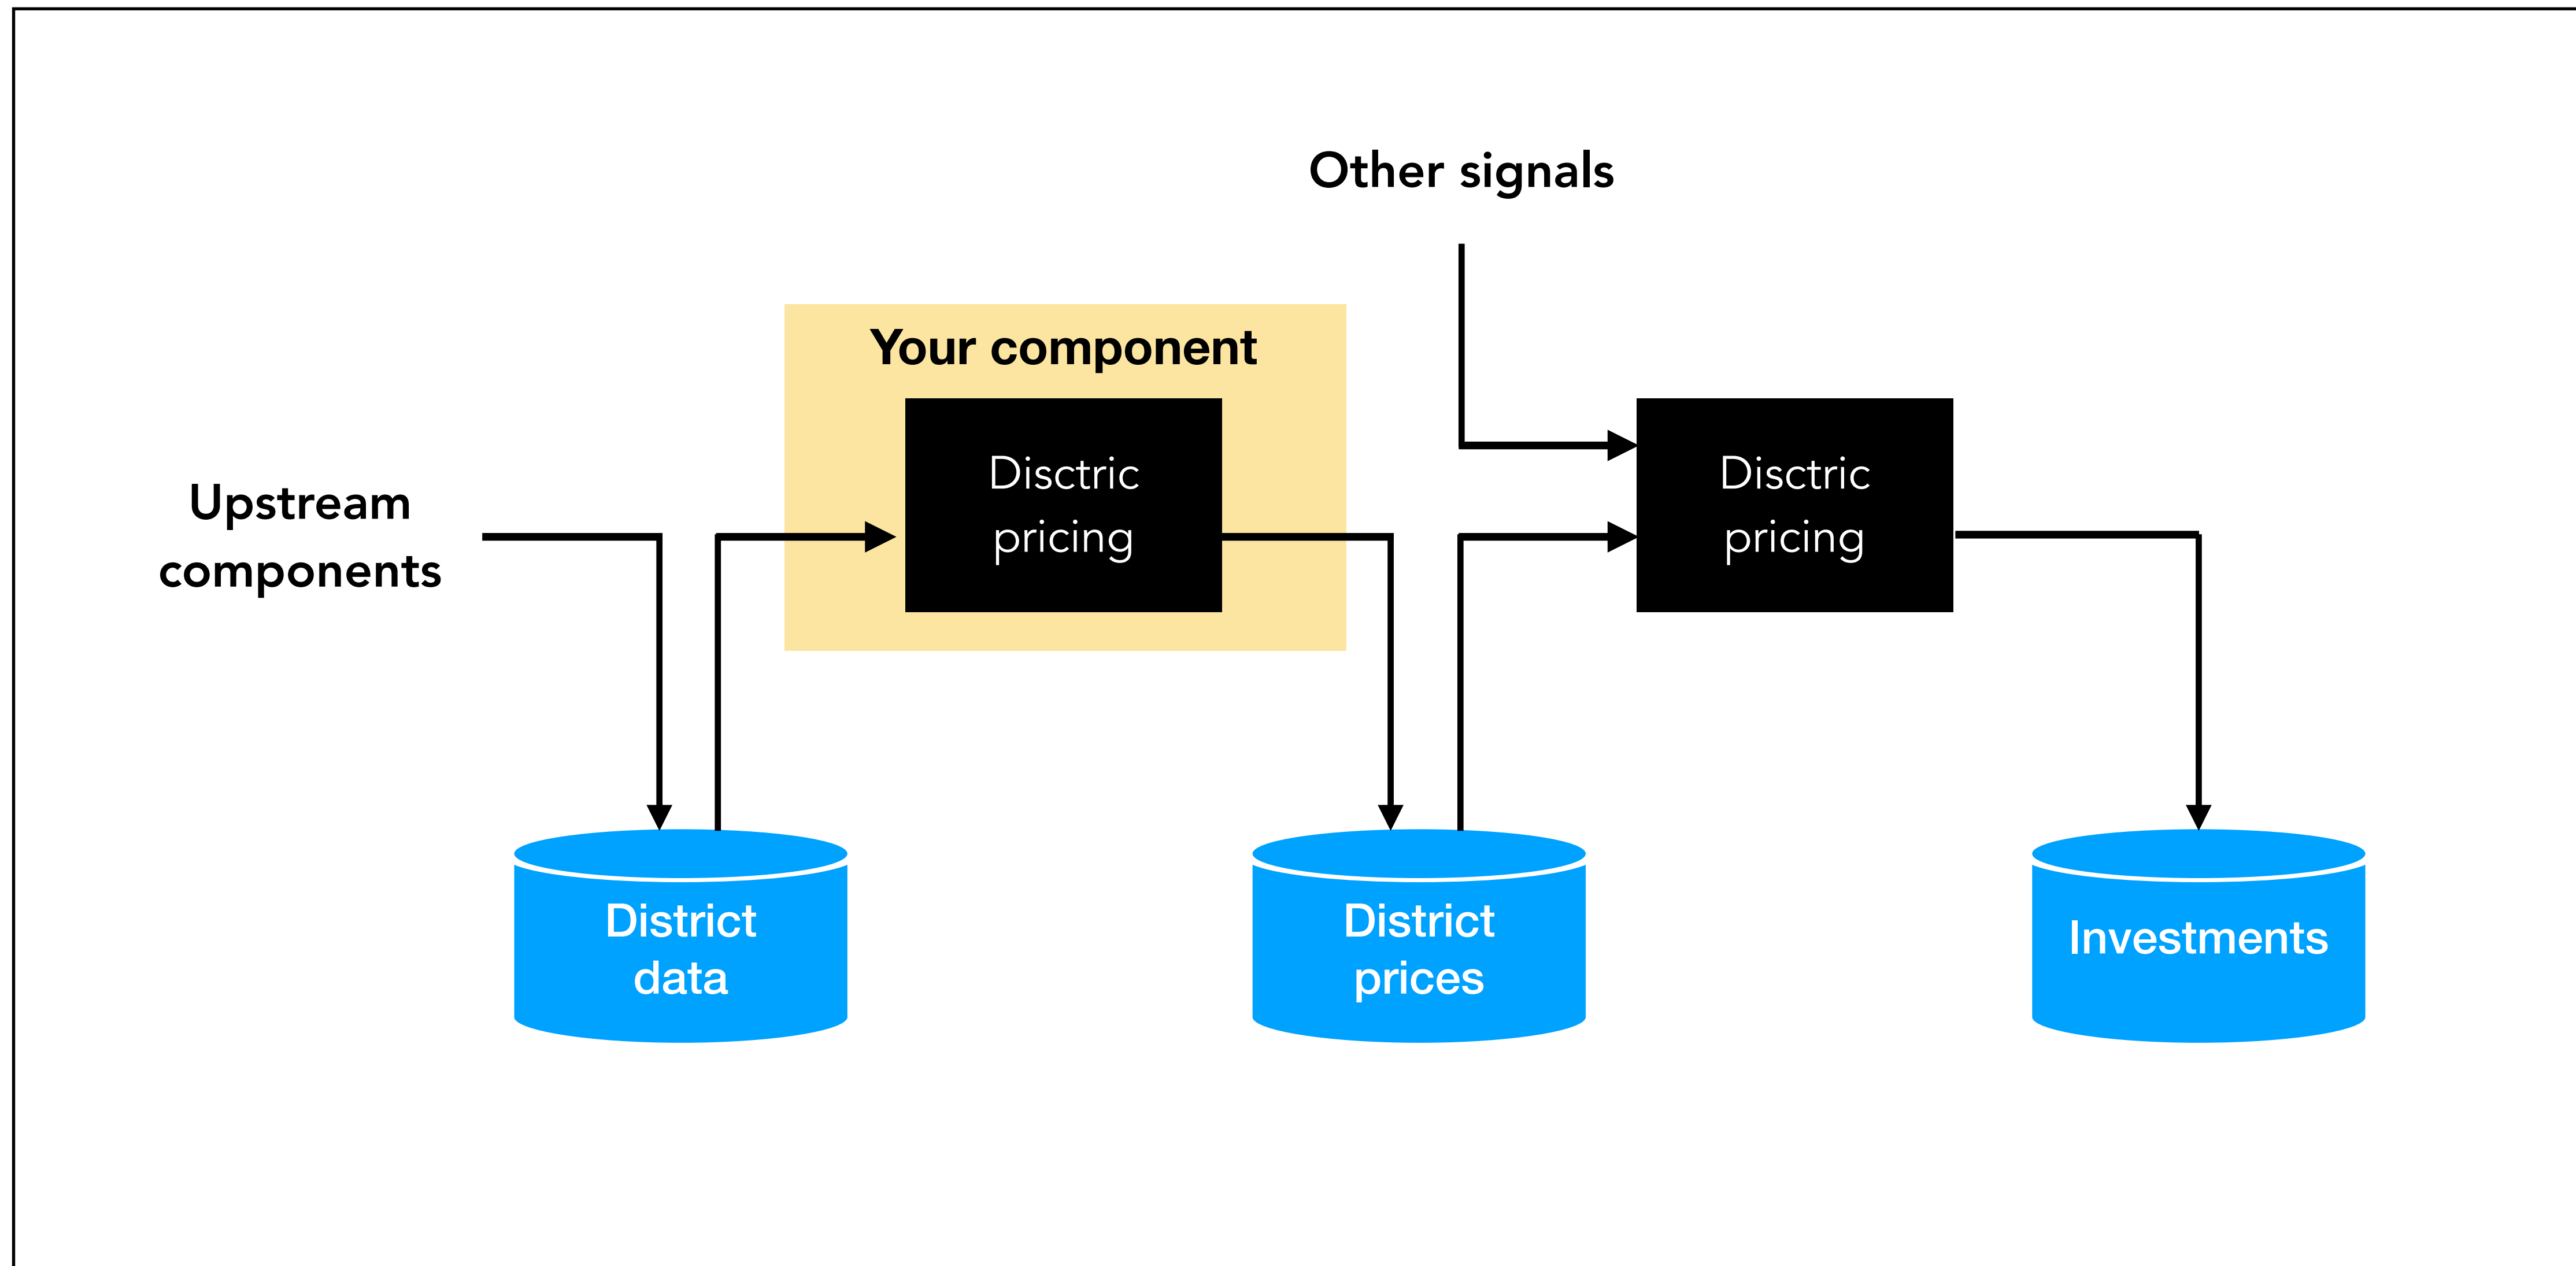 Other signals
Your component
Disctric
pricing
Disctric
pricing
Upstream
components
District
data
District
prices
Investments